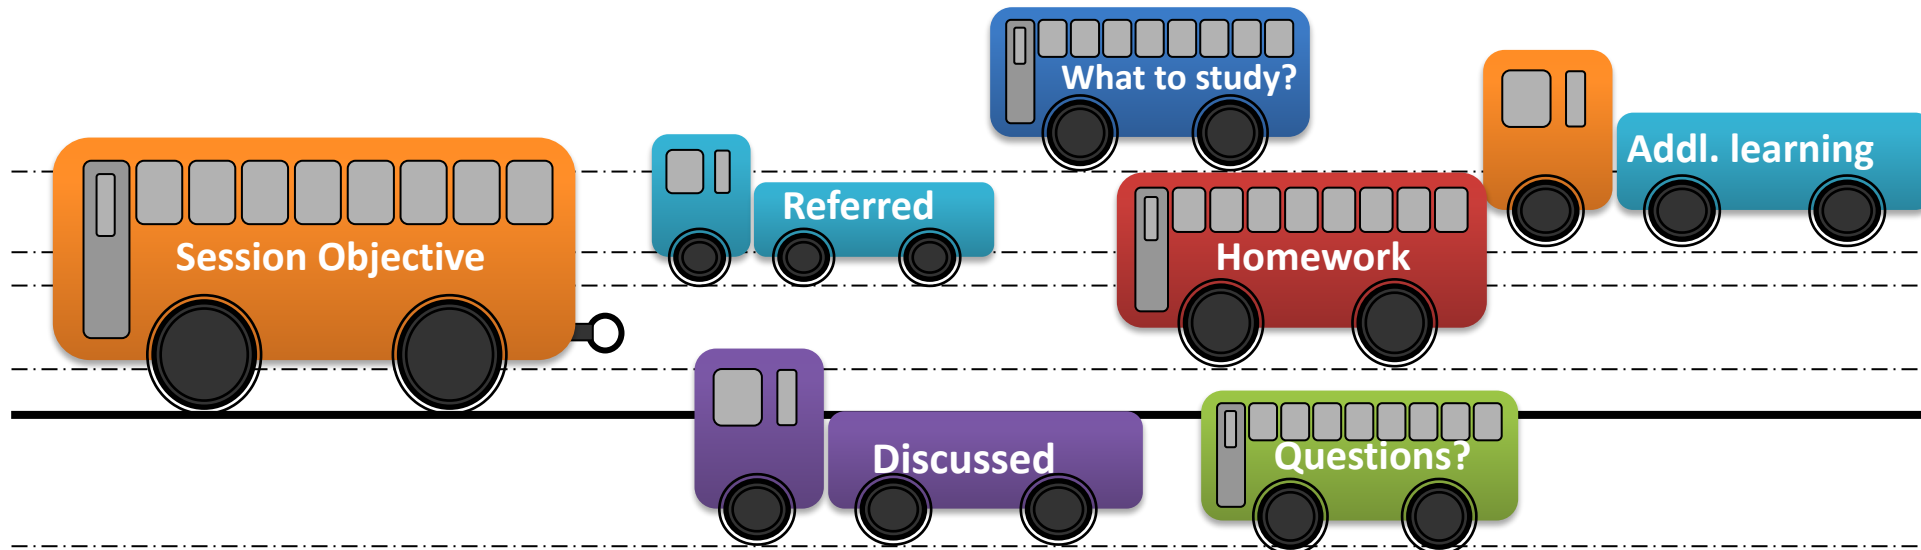 What to study?
Addl. learning
Referred
Session Objective
Homework
Discussed
Questions?